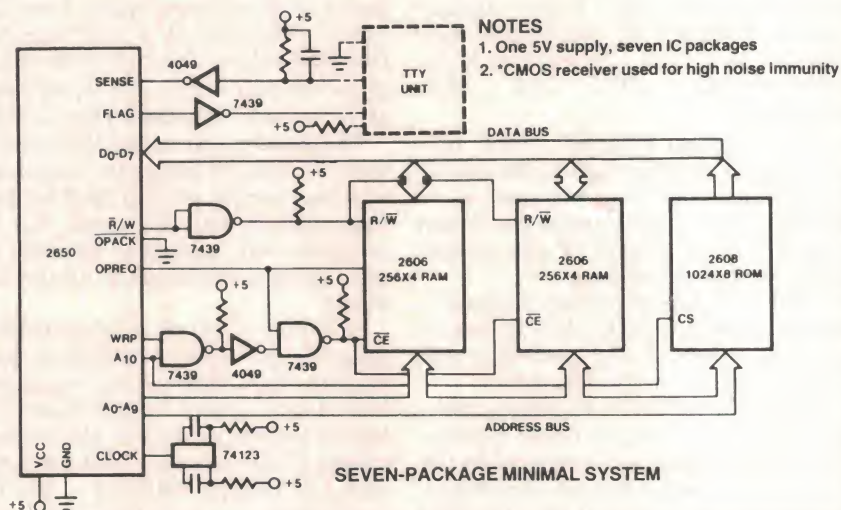 +5
NOTES
1. One 5V supply, seven IC packages
2. *CMOS receiver used for high noise immunity
4049
TTY
UNIT
SENSE
7439
FLAG
+5
DATA BUS
D0-D7
+5
R/W
R/W
2606
256X4 RAM
2606
256X4 RAM
2608
1024X8 ROM
R̅/W
7439
OPACK
2650
OPREQ
+5
+5
CE
CE
CS
WRP
A10
7439
4049
7439
A0-A9
ADDRESS BUS
+5
CLOCK
74123
+5
VCC
GND
SEVEN-PACKAGE MINIMAL SYSTEM
+5